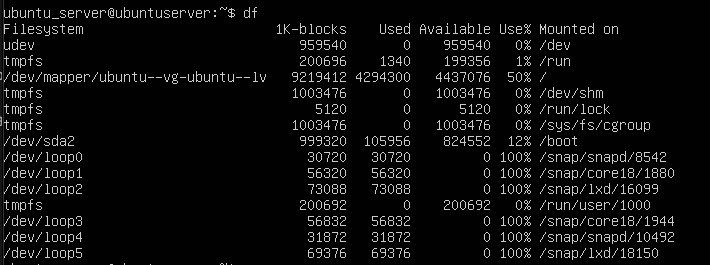 ubuntu_server@ubuntuserver:~$ df
Filesystem 1K-blocks Used Available Use% Mounted on
udev 959540 0 959540 0% /dev
tmpfs 200696 1340 199356 1% /run
/dev/mapper/ubuntu--vg-ubuntu--lv 9219412 4294300 4437076 50% /
tmpfs 1003476 0 1003476 0% /dev/shm
tmpfs 5120 0 5120 0% /run/lock
tmpfs 1003476 0 1003476 0% /sys/fs/cgroup
/dev/sda2 999320 105956 824552 12% /boot
/dev/loop0 30720 30720 0 100% /snap/snapd/8542
/dev/loop1 56320 56320 0 100% /snap/core18/1880
/dev/loop2 73088 73088 0 100% /snap/lxd/16099
tmpfs 200692 0 200692 0% /run/user/1000
/dev/loop3 56832 56832 0 100% /snap/core18/1944
/dev/loop4 31872 31872 0 100% /snap/snapd/10492
/dev/loop5 69376 69376 0 100% /snap/lxd/18150